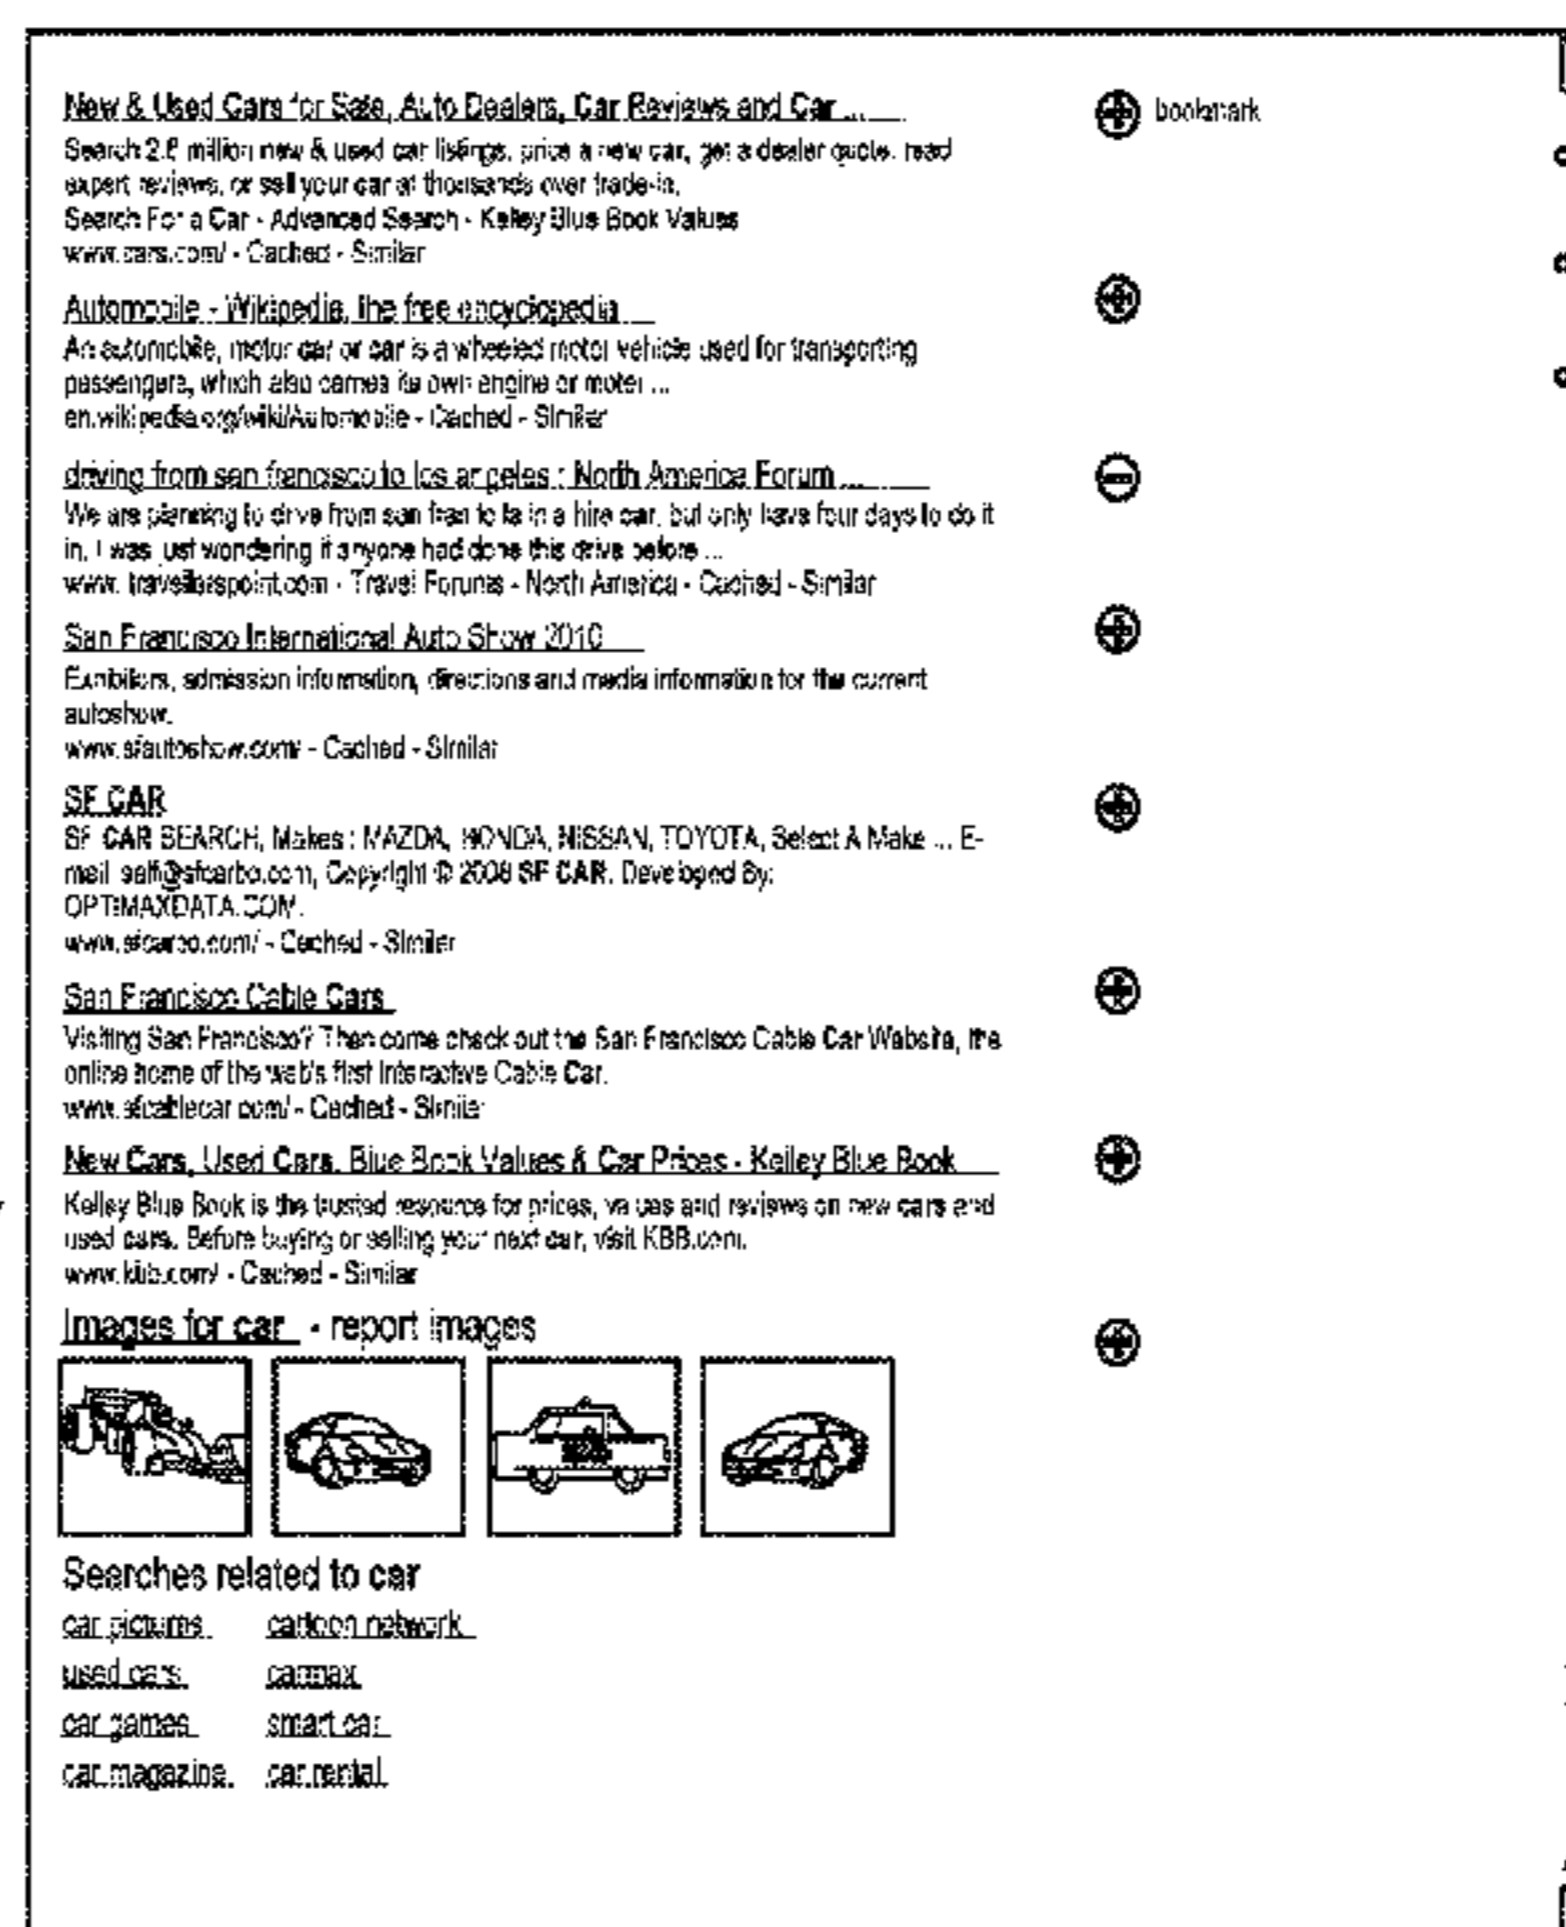 New & Used Cars for Sale, Auto Dealers, Car Reviews and Car ...
bookmark
Search 2.6 million new & used car listings, price a new car, get a dealer quote, read
expert reviews, or sell your car at thousands over trade-in.
Search For a Car - Advanced Search - Kelley Blue Book Values
www.cars.com/ - Cached - Similar
Automobile - Wikipedia, the free encyclopedia
An automobile, motor car or car is a wheeled motor vehicle used for transporting
passengers, which also carries its own engine or motor ...
en.wikipedia.org/wiki/Automobile - Cached - Similar
driving from san francisco to los angeles : North America Forum ...
We are planning to drive from san fran to la in a hire car, but only have four days to do it
in. I was just wondering if anyone had done this drive before ...
www.travellerspoint.com - Travel Forums - North America - Cached - Similar
San Francisco International Auto Show 2010
Exhibitors, admission information, directions and media information for the current
autoshow.
www.sfautoshow.com/ - Cached - Similar
SF CAR
SF CAR SEARCH, Makes : MAZDA, HONDA, NISSAN, TOYOTA, Select A Make ... E-
mail: Copyright © 2008 SF CAR. Developed By:
OPTIMAXDATA.COM.
www.sfcarco.com/ - Cached - Similar
San Francisco Cable Cars
Visiting San Francisco? Then come check out the San Francisco Cable Car Website, the
online home of the web's first Interactive Cable Car.
www.sfcablecar.com/ - Cached - Similar
New Cars, Used Cars, Blue Book Values & Car Prices - Kelley Blue Book
Kelley Blue Book is the trusted resource for prices, values and reviews on new cars and
used cars. Before buying or selling your next car, visit KBB.com.
www.kbb.com/ - Cached - Similar
Images for car - report images
Searches related to car
car pictures cartoon network
used cars carmax
car games smart car
car magazine car rental